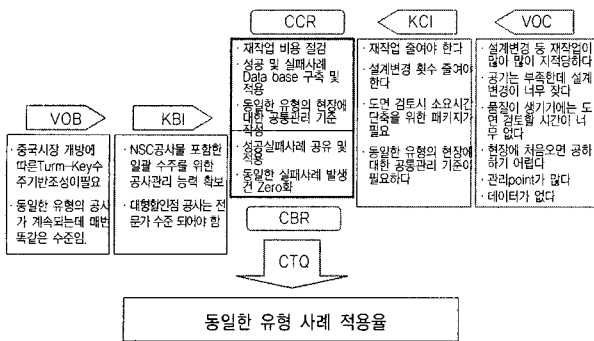 VOB
· 중국시장 개방에
따른Turm-Key수
주기반조성이필요
· 동일한 유형의 공사
가 계속되는데 매번
똑같은 수준임.
KBI
· NSC공사물 포함한
일괄 수주를 위한
공사관리 능력 확보
· 대형할인점 공사는 전
문가 수준 되어야 함
CCR
· 재작업 비용 절감
· 성공 및 실패사례
Data base 구축 및
적용
· 동일한 유형의 현장에
대한 공통관리 기준
작성
· 성공실패사례 공유 및
적용
· 동일한 실패사례 발생
건 Zero화
CBR
KCI
· 재작업 줄여야 한다
· 설계변경 횟수 줄여야
한다
· 도면 검토시 소요시간
단축을 위한 패키지가
필요
· 동일한 유형의 현장에
대한 공통관리 기준이
필요하다
VOC
· 설계변경 등 재작업이
많아 많이 지적당하다
· 공기는 부족한데 설계
변경이 너무 잦다
· 품질이 생기기에는 도
면 검토할 시간이 너
무 없다
· 현장에 처음오면 공하
하기 어렵다
· 관리point가 많다
· 데이터가 없다
CTQ
동일한 유형 사례 적용율